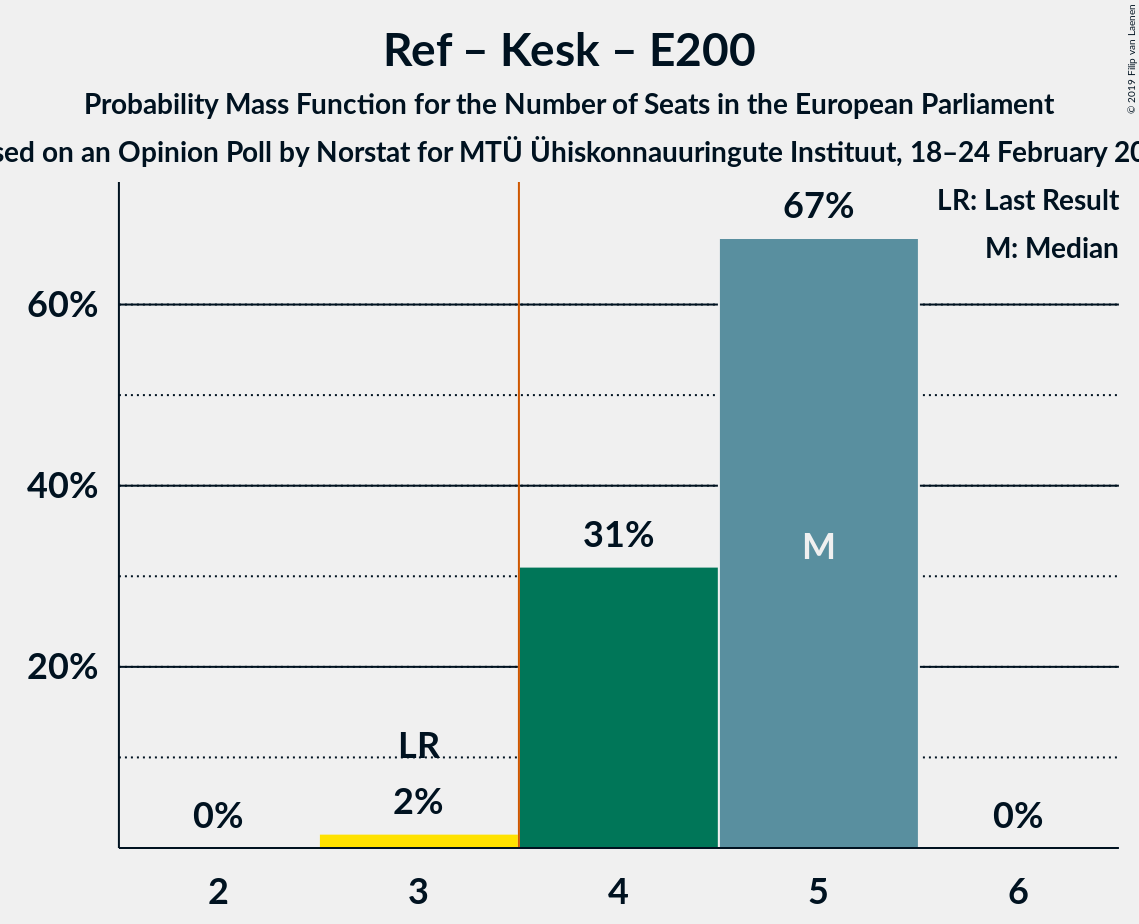 Ref – Kesk – E200
Probability Mass Function for the Number of Seats in the European Parliament
on an Opinion Poll by Norstat for MTÜ Ühiskonnauuringute Instituut, 18–24 February
© 2019 Filip van Laenen
LR: Last Result
M: Median
67%
60%
40%
31%
M
20%
LR
0%
2%
0%
2 3 4 5 6